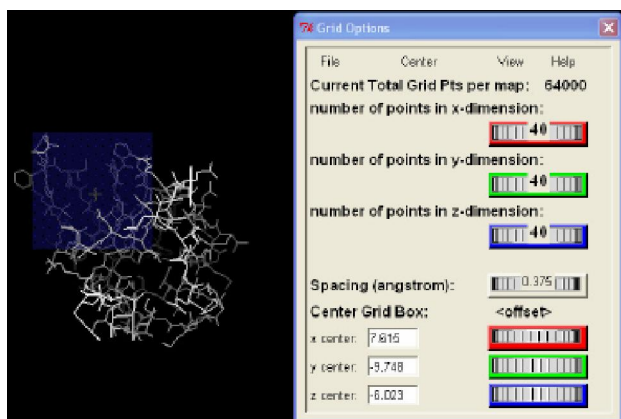 Grid Options
File Center View Help
Current Total Grid Pts per map: 64000
number of points in x-dimension:
40
number of points in y-dimension:
40
number of points in z-dimension:
40
Spacing (angstrom): 0.375
Center Grid Box: <offset>
x center: 7.615
y center: -9.748
z center: -6.023